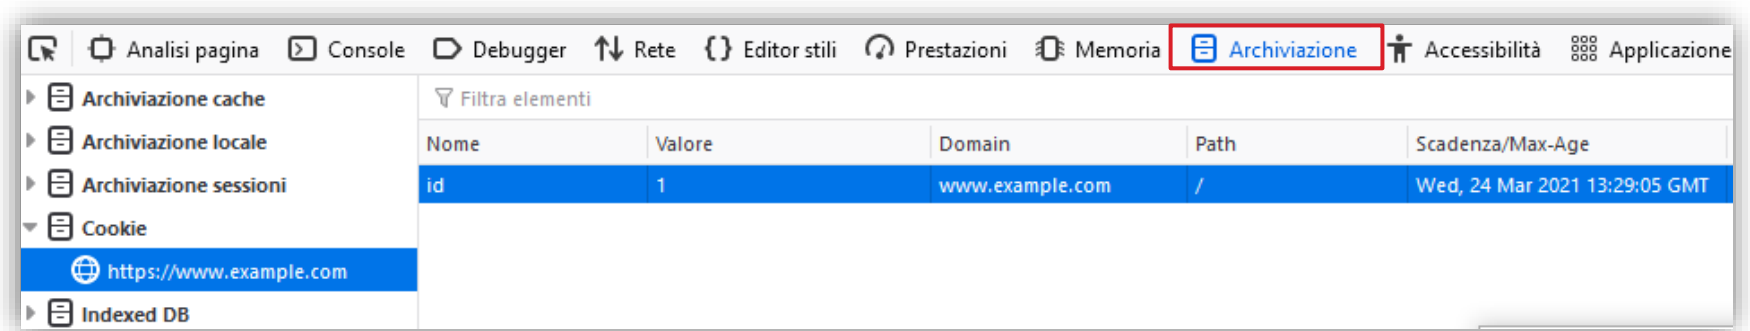 Analisi pagina Console Debugger Rete Editor stili Prestazioni Memoria Archiviazione Accessibilità Applicazione
Archiviazione cache
Archiviazione locale
Archiviazione sessioni
Cookie
https://www.example.com
Indexed DB
Filtra elementi
Nome Valore Domain Path Scadenza/Max-Age
id 1 www.example.com / Wed, 24 Mar 2021 13:29:05 GMT